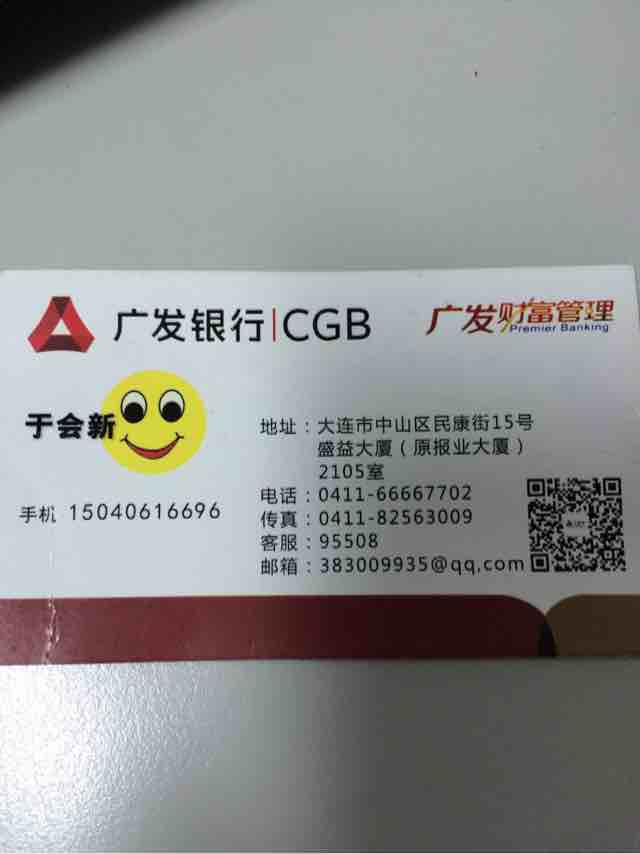 广发银行|CGB
广发财富管理
Premier Banking
于会新
手机 15040616696
地址：大连市中山区民康街15号
盛益大厦（原报业大厦）
2105室
电话：0411-66667702
传真：0411-82563009
客服：95508
邮箱：383009935@qq.com